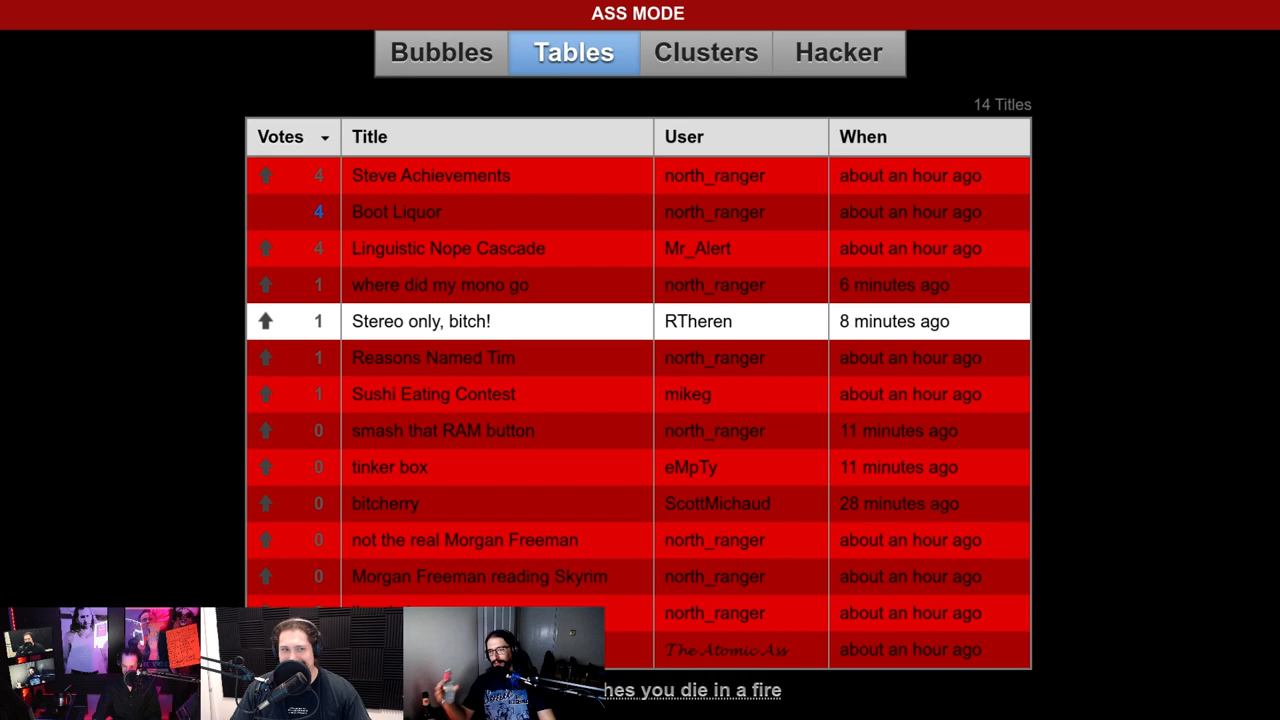 ASS MODE
Bubbles Tables Clusters Hacker
14 Titles
Votes Title User When
4 Steve Achievements north_ranger about an hour ago
4 Boot Liquor north_ranger about an hour ago
4 Linguistic Nope Cascade Mr_Alert about an hour ago
1 where did my mono go north_ranger 6 minutes ago
1 Stereo only, bitch! RTheren 8 minutes ago
1 Reasons Named Tim north_ranger about an hour ago
1 Sushi Eating Contest mikeg about an hour ago
0 smash that RAM button north_ranger 11 minutes ago
0 tinker box eMpTy 11 minutes ago
0 bitcherry ScottMichaud 28 minutes ago
0 not the real Morgan Freeman north_ranger about an hour ago
0 Morgan Freeman reading Skyrim north_ranger about an hour ago
north_ranger about an hour ago
𝓣𝓱𝓮 𝓐𝓽𝓸𝓶𝓲𝓬 𝓐𝓼𝓼 about an hour ago
hes you die in a fire